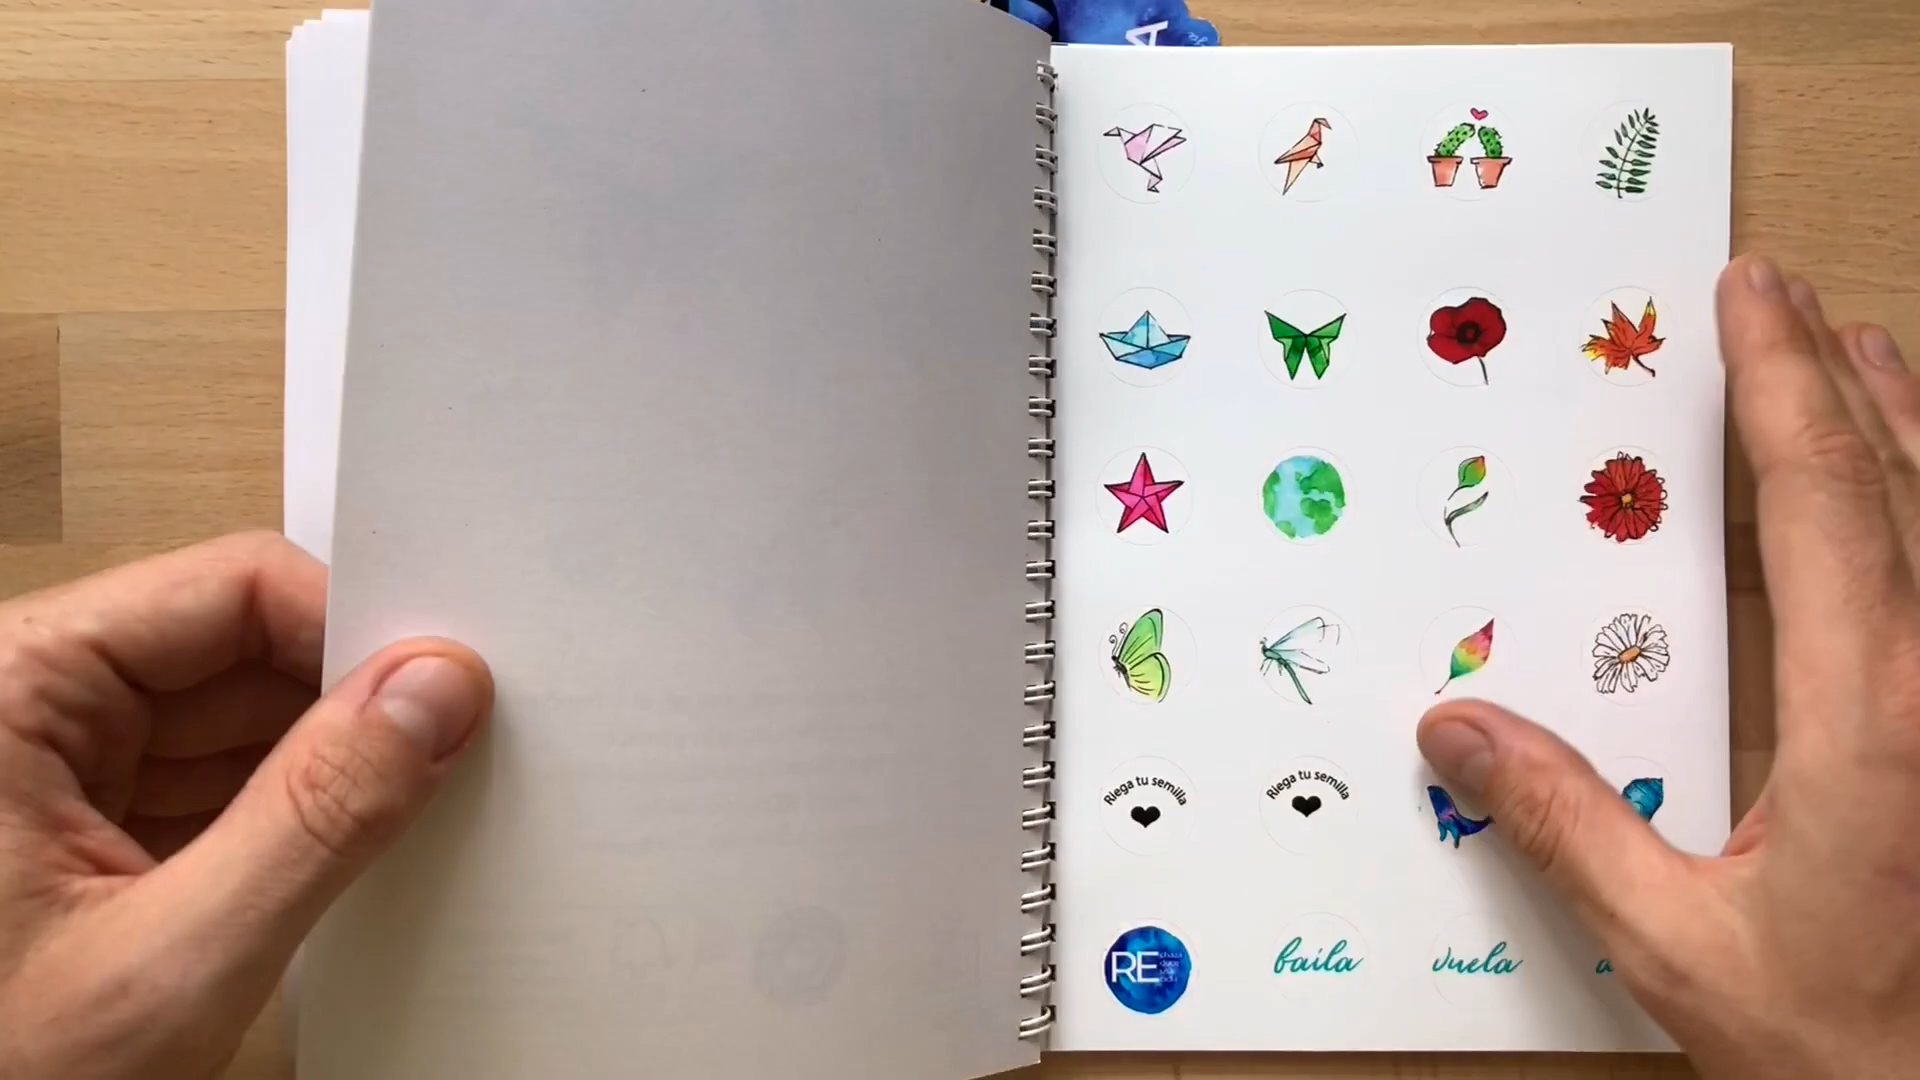 A
Riega tu semilla
Riega tu semilla
RE
baila
vuela